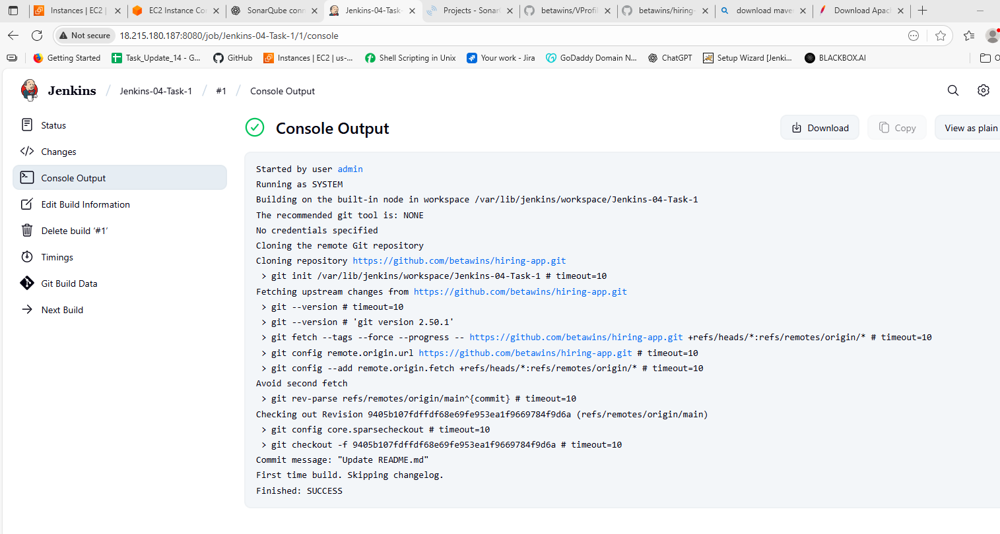 Instances | EC2 |
EC2 Instance Cor
SonarQube conn
Jenkins-04-Task-
Projects - Sonar
betawins/VProfil
betawins/hiring-
download maver
Download Apac
Not secure
18.215.180.187:8080/job/Jenkins-04-Task-1/1/console
Getting Started
Task_Update_14 - G...
GitHub
Instances | EC2 | us-...
Shell Scripting in Unix
Your work - Jira
GoDaddy Domain N...
ChatGPT
Setup Wizard [Jenki...
BLACKBOX.AI
Jenkins / Jenkins-04-Task-1 / #1 / Console Output
Status
Changes
Console Output
Edit Build Information
Delete build ‘#1’
Timings
Git Build Data
Next Build
Console Output
Download
Copy
View as plain
Started by user admin
Running as SYSTEM
Building on the built-in node in workspace /var/lib/jenkins/workspace/Jenkins-04-Task-1
The recommended git tool is: NONE
No credentials specified
Cloning the remote Git repository
Cloning repository https://github.com/betawins/hiring-app.git
> git init /var/lib/jenkins/workspace/Jenkins-04-Task-1 # timeout=10
Fetching upstream changes from https://github.com/betawins/hiring-app.git
> git --version # timeout=10
> git --version # 'git version 2.50.1'
> git fetch --tags --force --progress -- https://github.com/betawins/hiring-app.git +refs/heads/*:refs/remotes/origin/* # timeout=10
> git config remote.origin.url https://github.com/betawins/hiring-app.git # timeout=10
> git config --add remote.origin.fetch +refs/heads/*:refs/remotes/origin/* # timeout=10
Avoid second fetch
> git rev-parse refs/remotes/origin/main^{commit} # timeout=10
Checking out Revision 9405b107fdffdf68e69fe953ea1f9669784f9d6a (refs/remotes/origin/main)
> git config core.sparsecheckout # timeout=10
> git checkout -f 9405b107fdffdf68e69fe953ea1f9669784f9d6a # timeout=10
Commit message: "Update README.md"
First time build. Skipping changelog.
Finished: SUCCESS